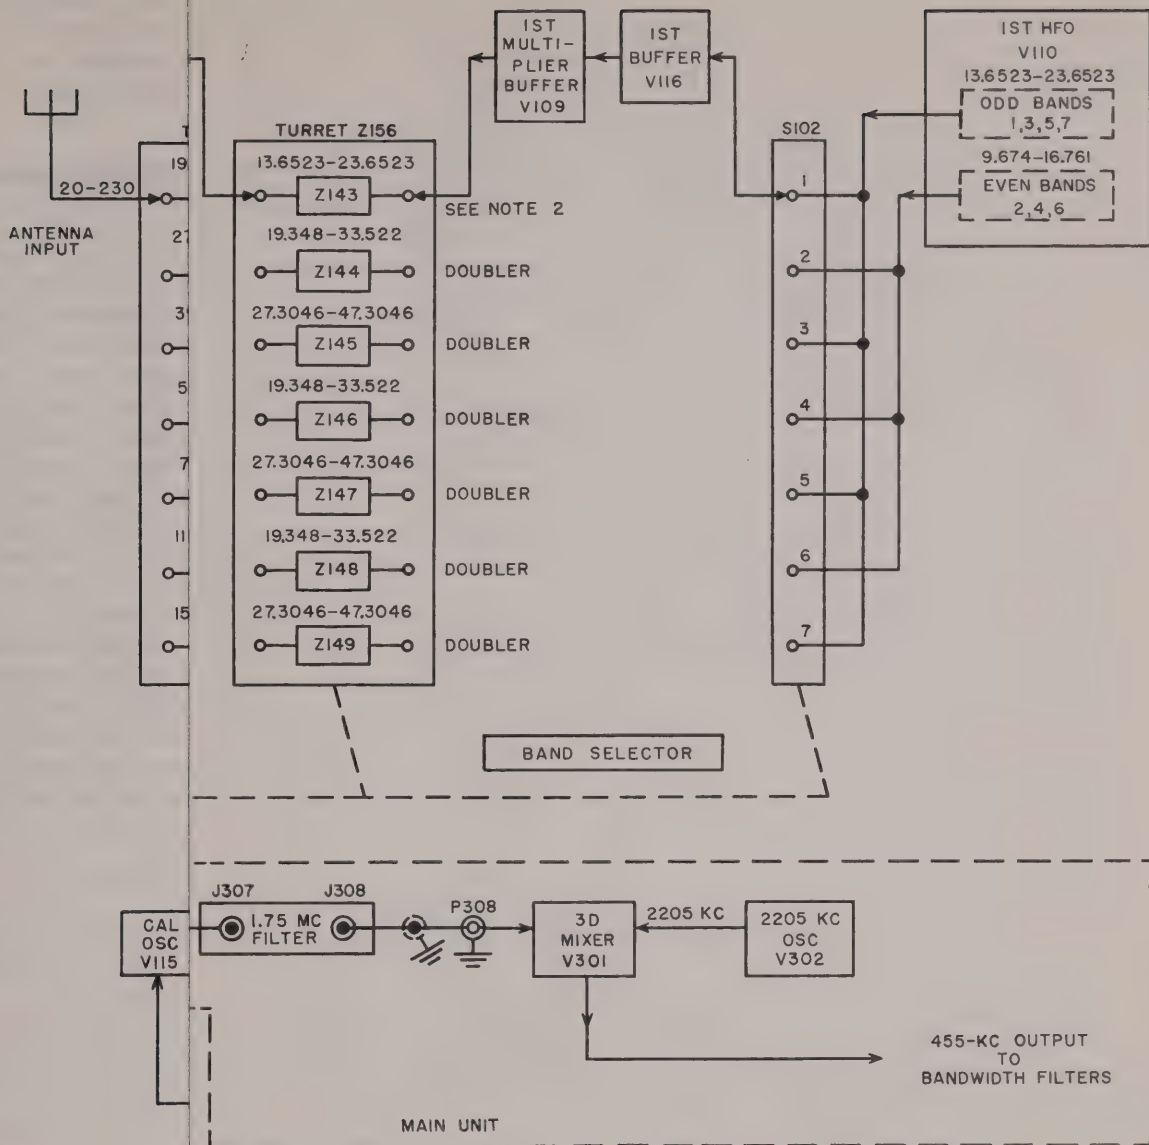 1ST
MULTI-
PLIER
BUFFER
V109
1ST
BUFFER
V116
1ST HFO
V110
13.6523-23.6523
ODD BANDS
1,3,5,7
9.674-16.761
EVEN BANDS
2,4,6
20-230
ANTENNA
INPUT
T
19
27
3
5
7
11
15
TURRET Z156
13.6523-23.6523
Z143
SEE NOTE 2
19.348-33.522
Z144
DOUBLER
27.3046-47.3046
Z145
DOUBLER
19.348-33.522
Z146
DOUBLER
27.3046-47.3046
Z147
DOUBLER
19.348-33.522
Z148
DOUBLER
27.3046-47.3046
Z149
DOUBLER
S102
1
2
3
4
5
6
7
BAND SELECTOR
CAL
OSC
V115
J307
J308
1.75 MC
FILTER
P308
3D
MIXER
V301
2205 KC
2205 KC
OSC
V302
455-KC OUTPUT
TO
BANDWIDTH FILTERS
MAIN UNIT